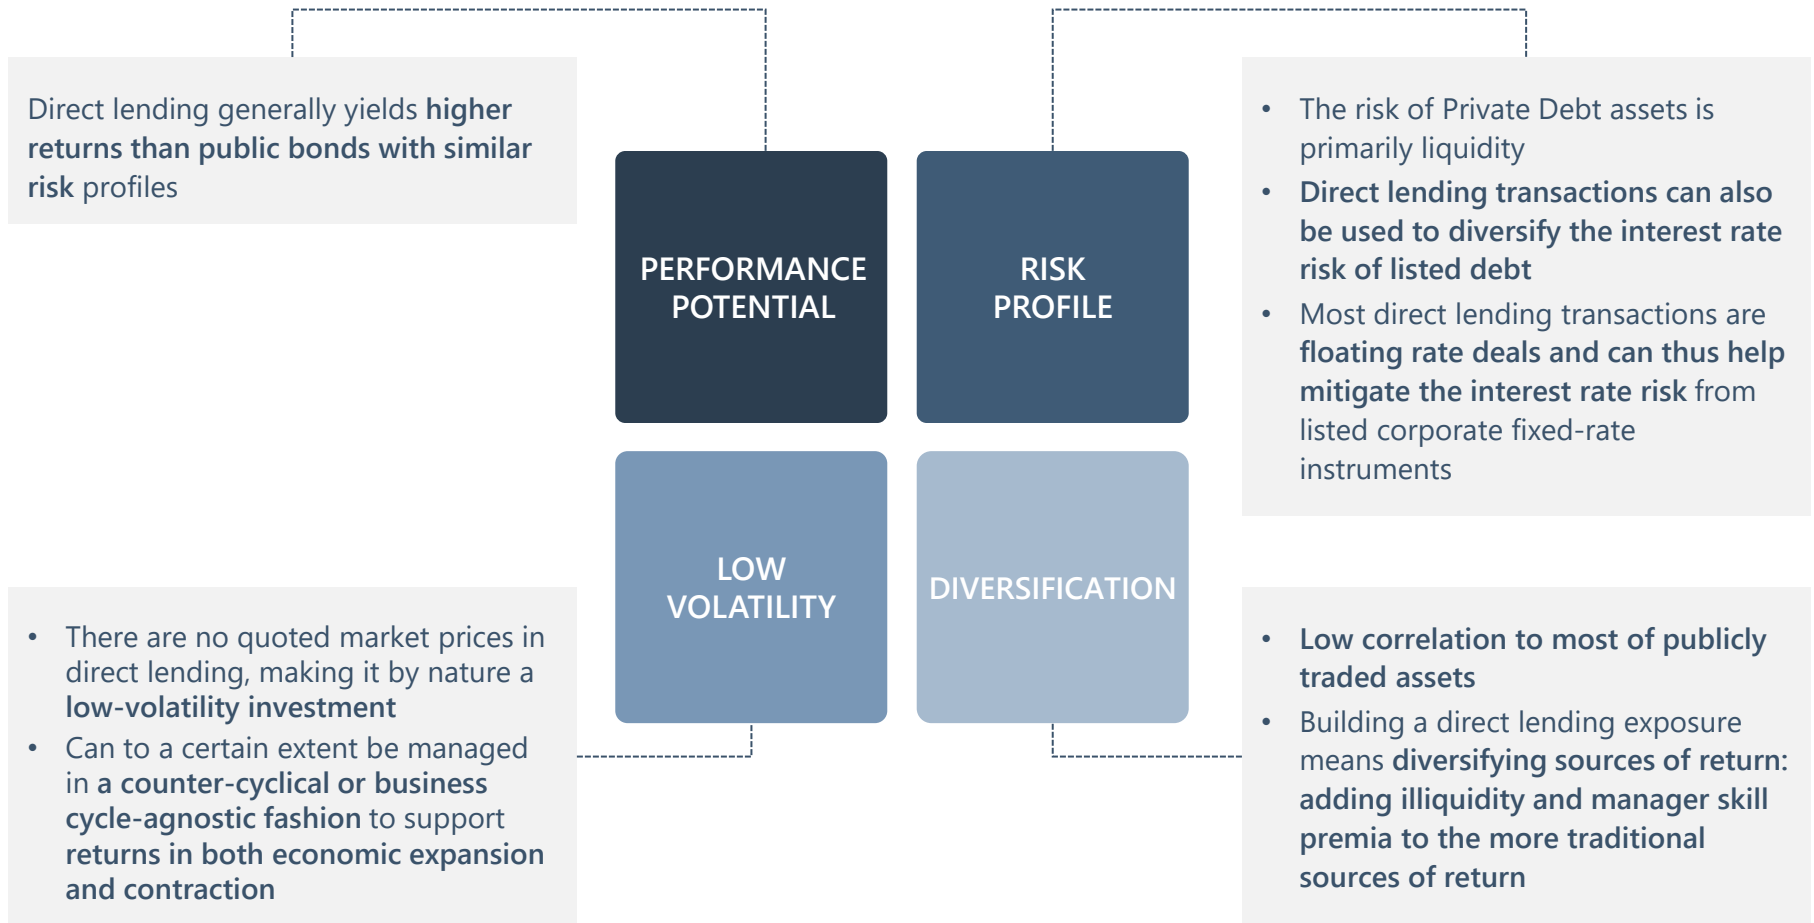 Direct lending generally yields higher
returns than public bonds with similar
risk profiles
PERFORMANCE
POTENTIAL
RISK
PROFILE
• The risk of Private Debt assets is
primarily liquidity
• Direct lending transactions can also
be used to diversify the interest rate
risk of listed debt
• Most direct lending transactions are
floating rate deals and can thus help
mitigate the interest rate risk from
listed corporate fixed-rate
instruments
• There are no quoted market prices in
direct lending, making it by nature a
low-volatility investment
• Can to a certain extent be managed
in a counter-cyclical or business
cycle-agnostic fashion to support
returns in both economic expansion
and contraction
LOW
VOLATILITY
DIVERSIFICATION
• Low correlation to most of publicly
traded assets
• Building a direct lending exposure
means diversifying sources of return:
adding illiquidity and manager skill
premia to the more traditional
sources of return